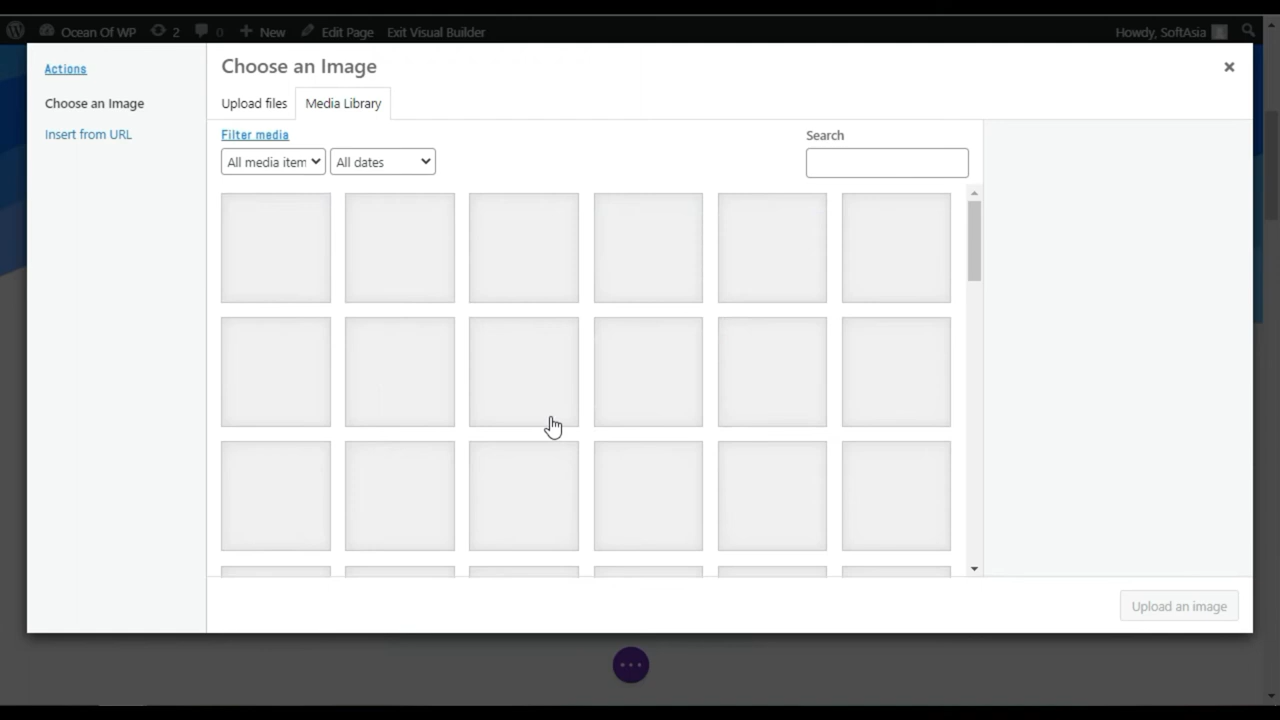 Ocean Of WP 2 0 New Edit Page Exit Visual Builder Howdy, SoftAsia
Actions
Choose an Image
Insert from URL
Choose an Image
Upload files Media Library
Filter media
All media item All dates
Search
Upload an image